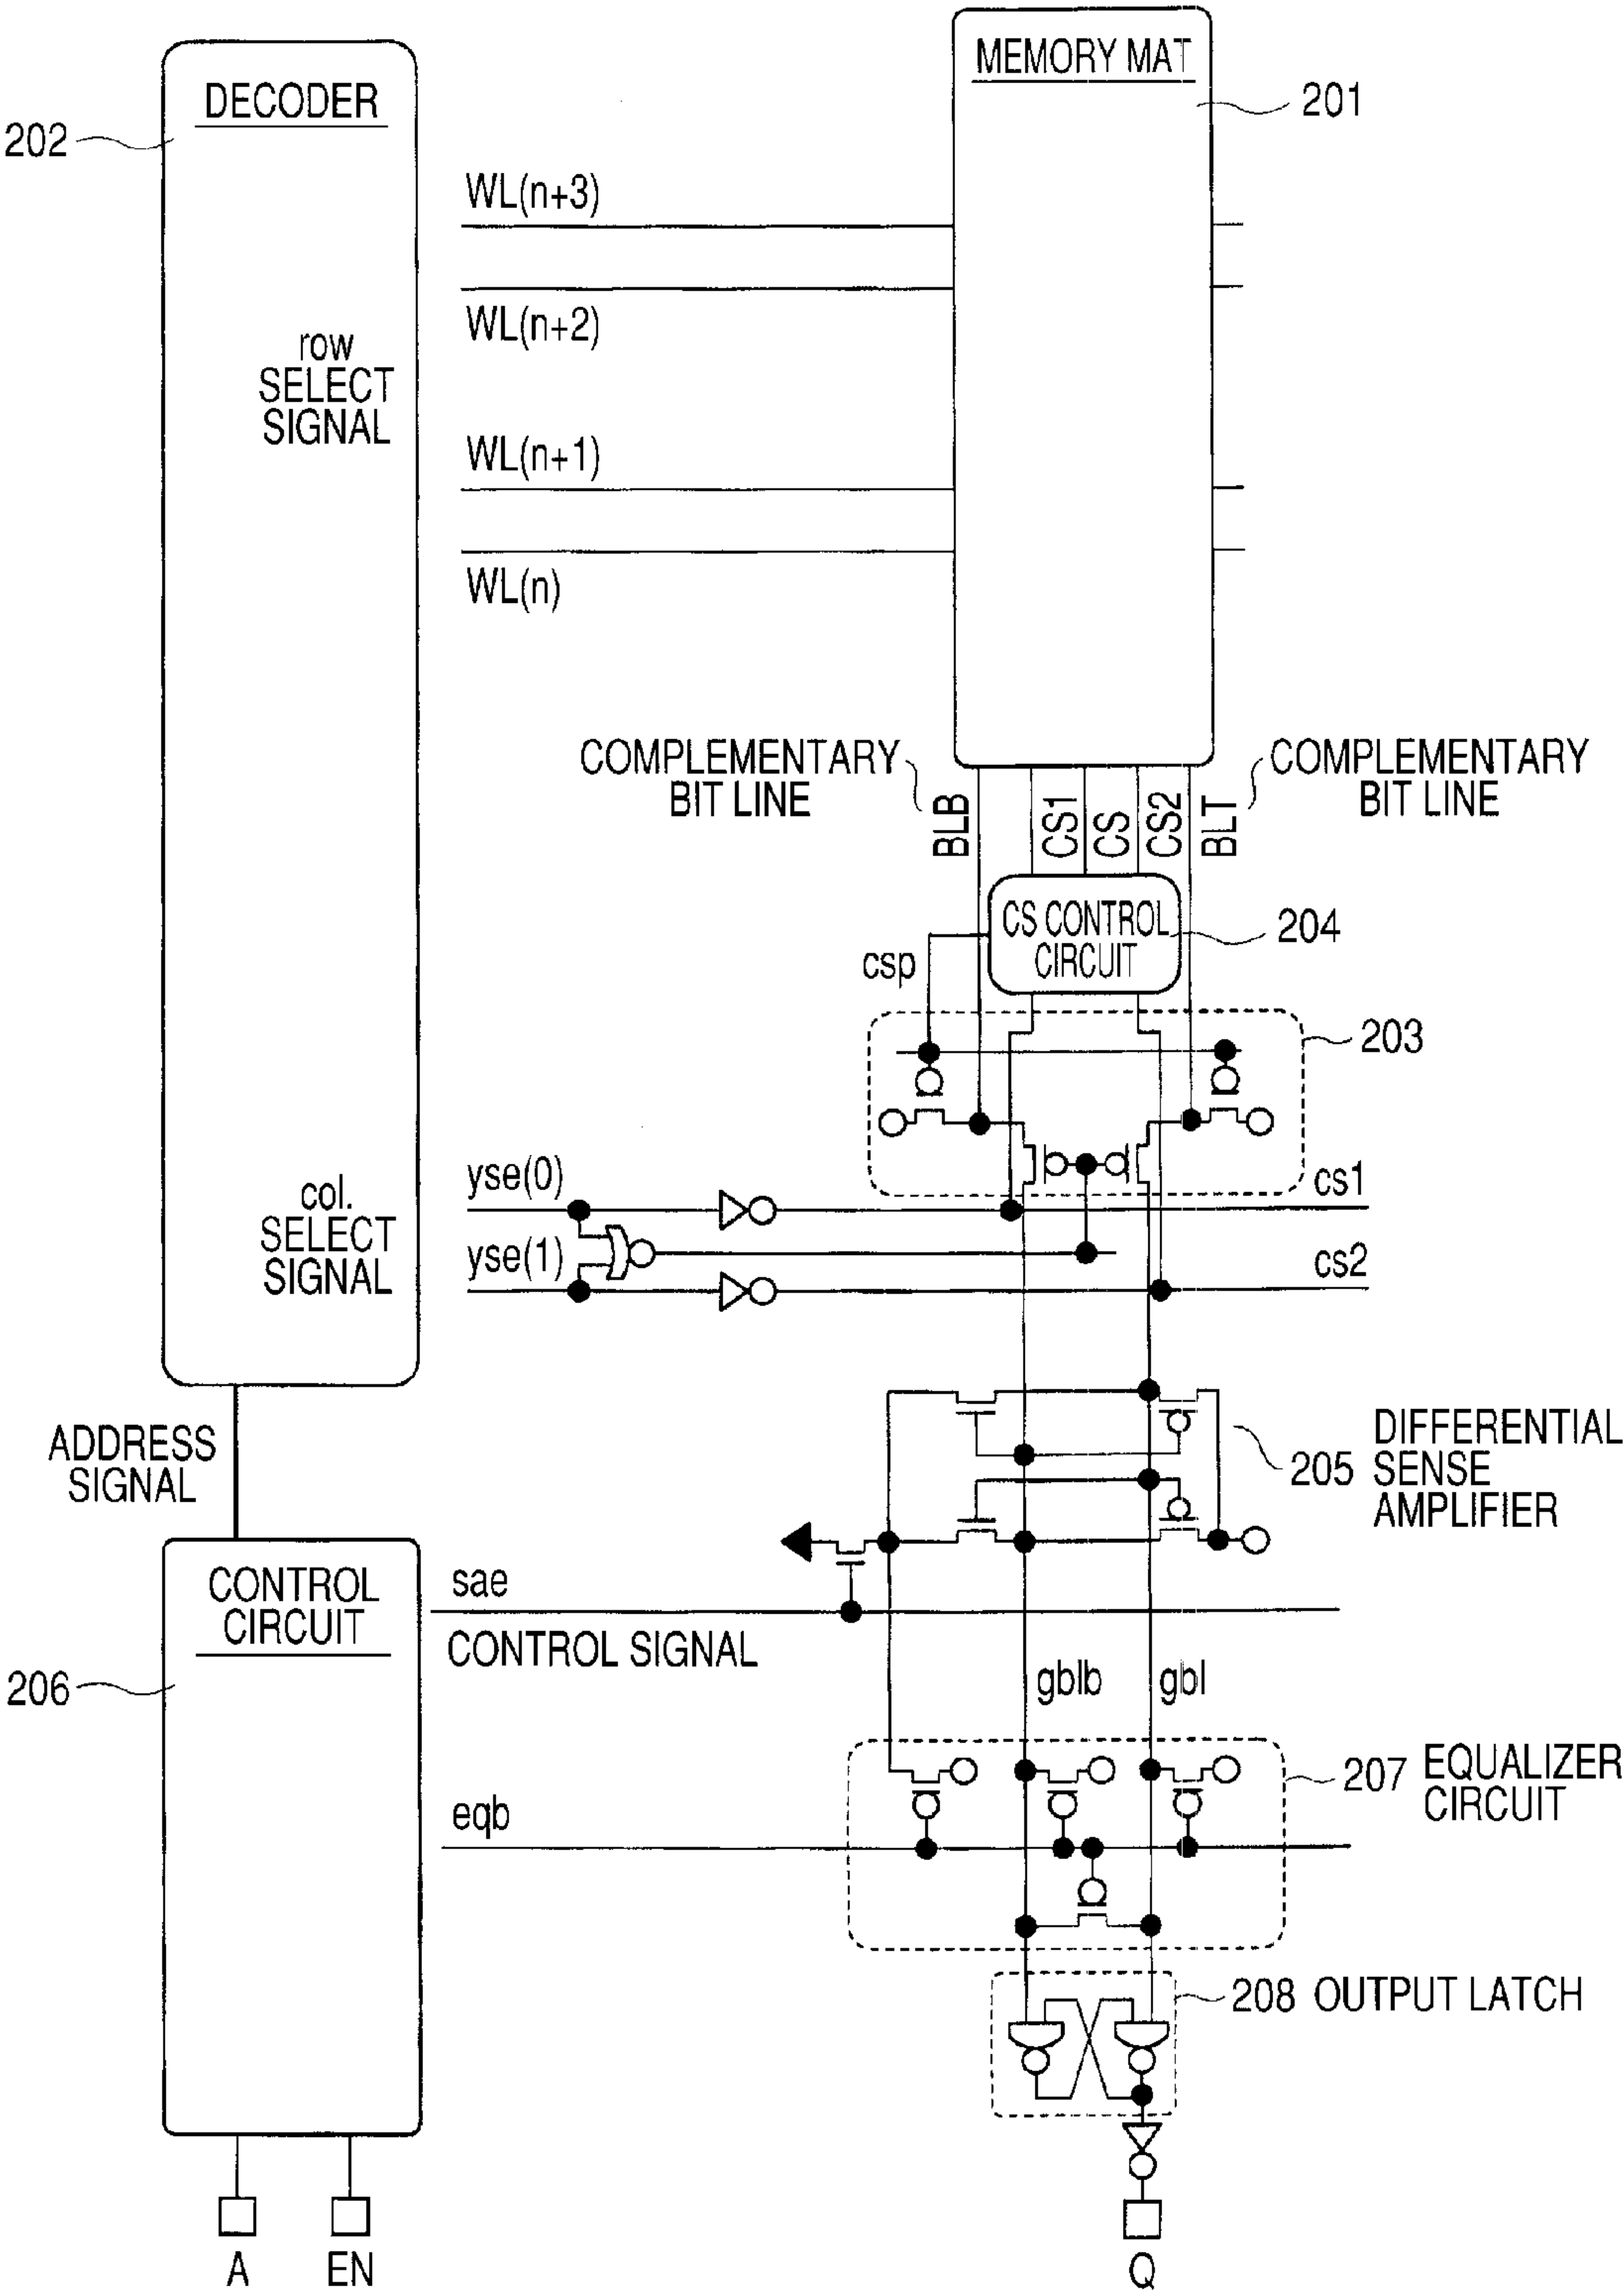 MEMORY MAT
201
DECODER
202
WL(n+3)
WL(n+2)
row
SELECT
SIGNAL
WL(n+1)
WL(n)
COMPLEMENTARY
BIT LINE
COMPLEMENTARY
BIT LINE
BLB
CS1
CS
CS2
BLT
CS CONTROL
CIRCUIT
204
csp
203
col.
SELECT
SIGNAL
yse(0)
cs1
yse(1)
cs2
ADDRESS
SIGNAL
205
DIFFERENTIAL
SENSE
AMPLIFIER
CONTROL
CIRCUIT
206
sae
CONTROL SIGNAL
gblb
gbl
207
EQUALIZER
CIRCUIT
eqb
208 OUTPUT LATCH
A
EN
Q